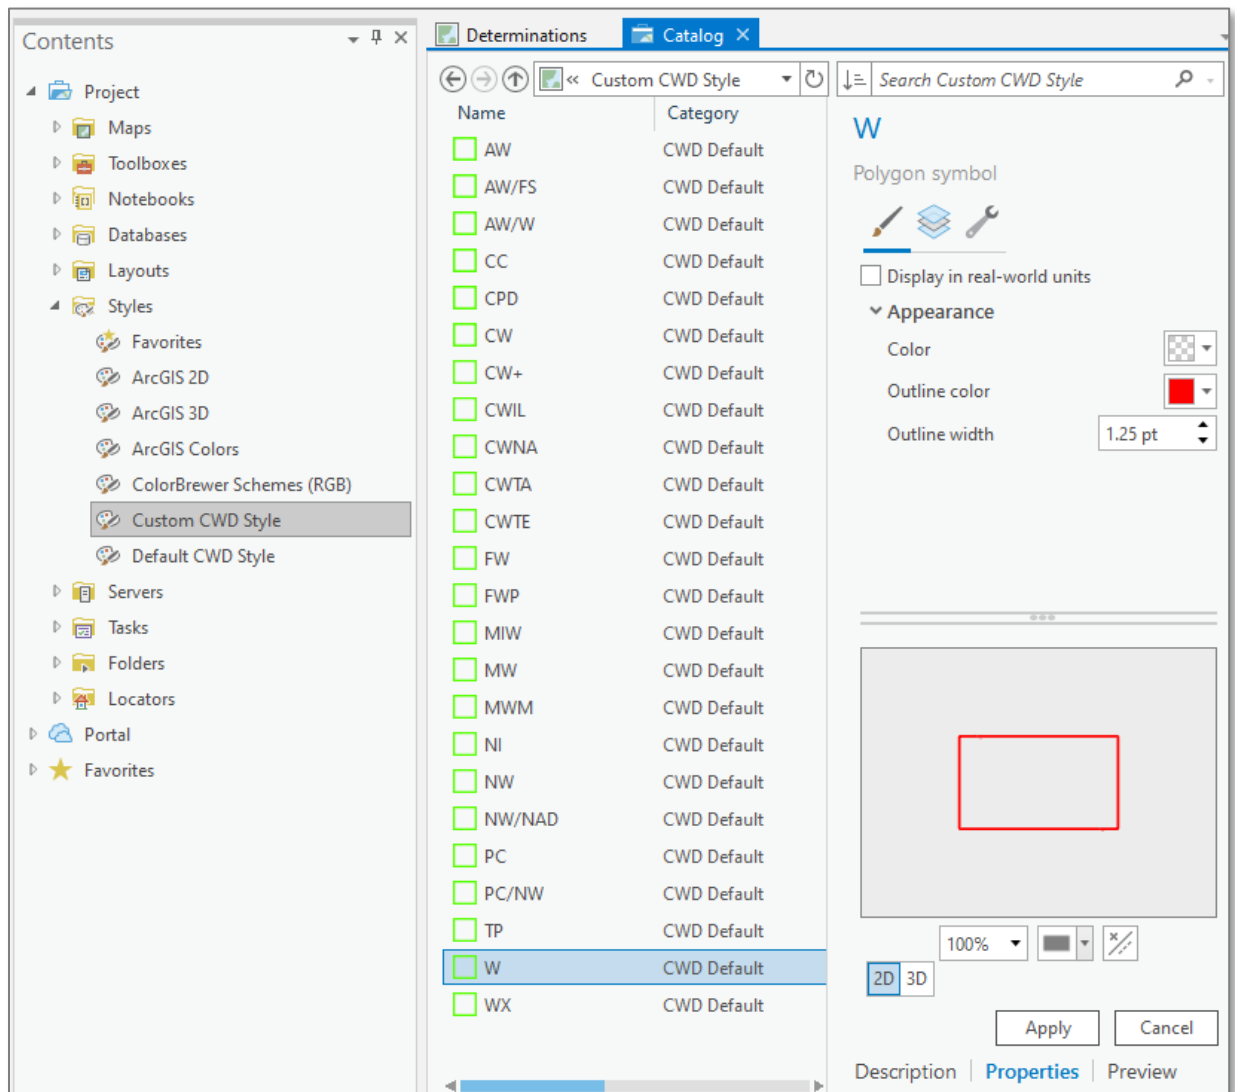 Contents
Project
Maps
Toolboxes
Notebooks
Databases
Layouts
Styles
Favorites
ArcGIS 2D
ArcGIS 3D
ArcGIS Colors
ColorBrewer Schemes (RGB)
Custom CWD Style
Default CWD Style
Servers
Tasks
Folders
Locators
Portal
Favorites
Determinations
Catalog
Custom CWD Style
Search Custom CWD Style
Name Category
AW CWD Default
AW/FS CWD Default
AW/W CWD Default
CC CWD Default
CPD CWD Default
CW CWD Default
CW+ CWD Default
CWIL CWD Default
CWNA CWD Default
CWTA CWD Default
CWTE CWD Default
FW CWD Default
FWP CWD Default
MIW CWD Default
MW CWD Default
MWM CWD Default
NI CWD Default
NW CWD Default
NW/NAD CWD Default
PC CWD Default
PC/NW CWD Default
TP CWD Default
W CWD Default
WX CWD Default
W
Polygon symbol
Display in real-world units
Appearance
Color
Outline color
Outline width 1.25 pt
100%
2D 3D
Apply Cancel
Description Properties Preview